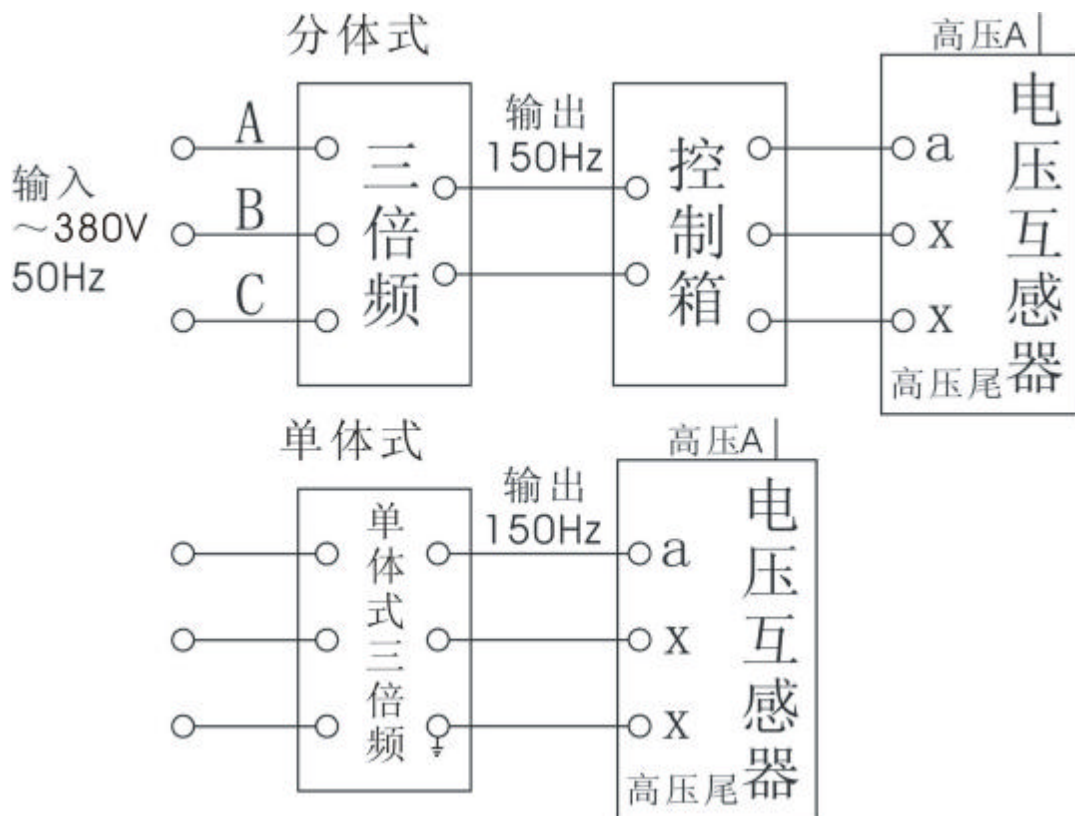 分体式
高压A
A
B
C
输入
～380V
50Hz
三倍频
输出
150Hz
控制箱
a
x
x
高压尾
电压互感器
单体式
高压A
单体式三倍频
输出
150Hz
a
x
x
高压尾
电压互感器